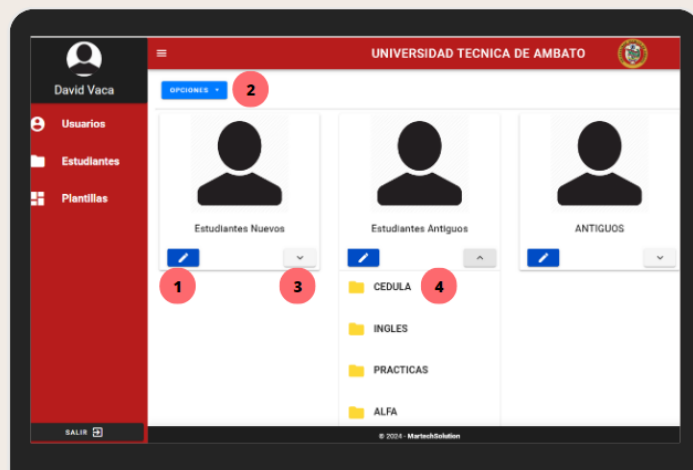 UNIVERSIDAD TECNICA DE AMBATO
David Vaca
OPCIONES
2
Usuarios
Estudiantes
Plantillas
Estudiantes Nuevos
Estudiantes Antiguos
ANTIGUOS
1
3
CEDULA
4
INGLES
PRACTICAS
ALFA
SALIR
© 2024 - MartechSolution